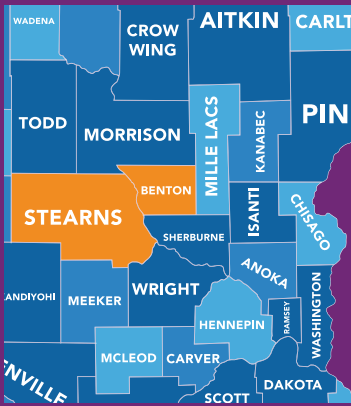 WADENA
CROW
WING
AITKIN
CARLT
TODD
MORRISON
MILLE LACS
KANABEC
PIN
BENTON
STEARNS
ISANTI
CHISAGO
SHERBURNE
ANDIYOHI
MEEKER
WRIGHT
ANOKA
HENNEPIN
RAMSEY
WASHINGTON
MCLEOD
CARVER
ENVILLE
SCOTT
DAKOTA